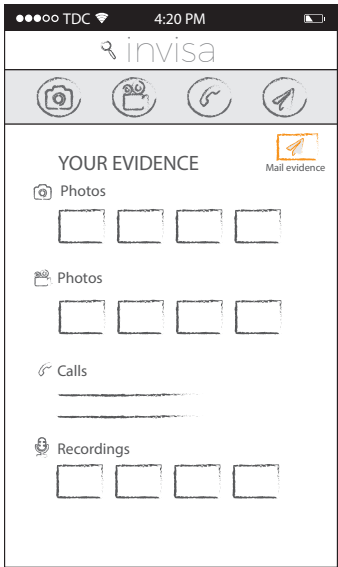 TDC 4:20 PM
invisa
Mail evidence
YOUR EVIDENCE
Photos
Photos
Calls
Recordings